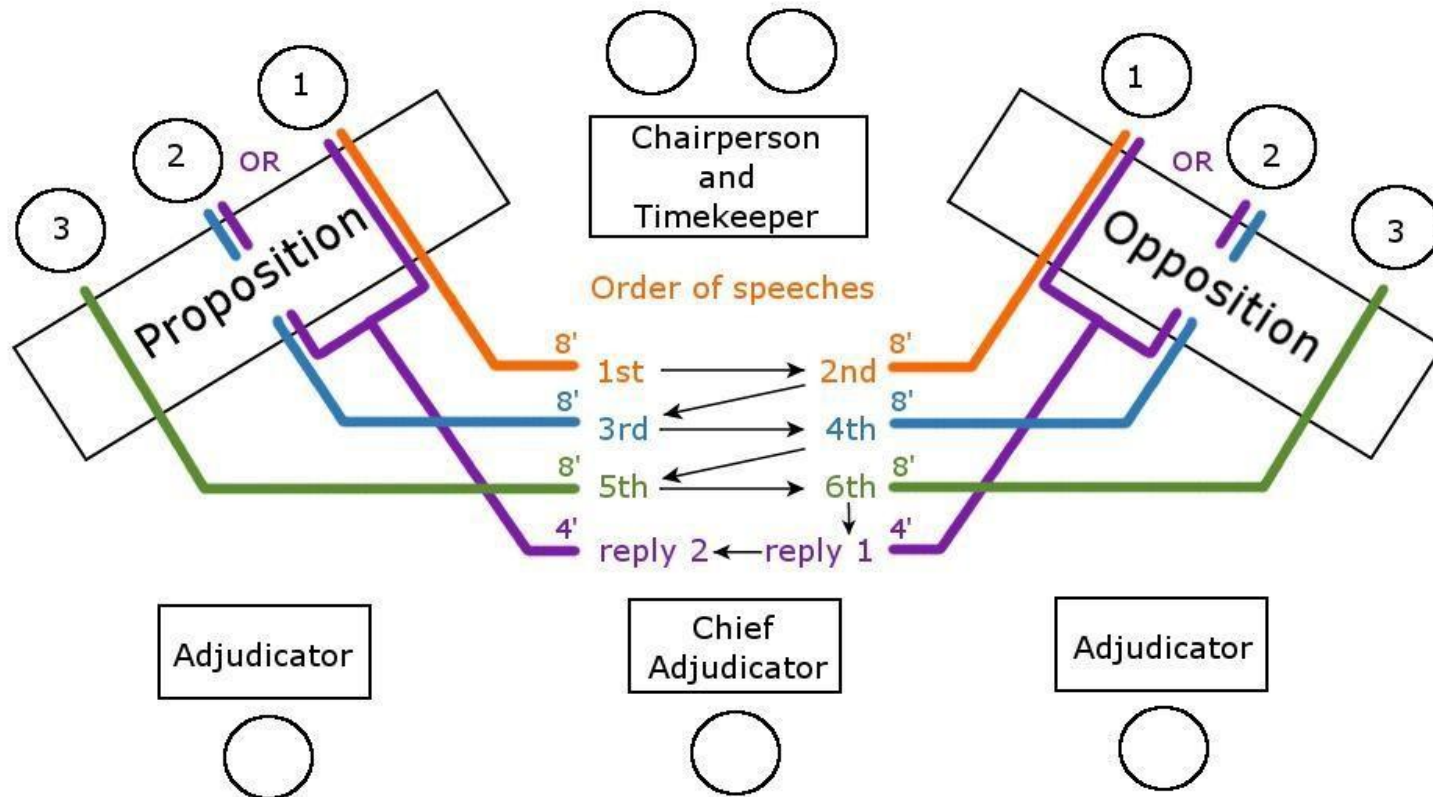 1
1
2
OR
OR
2
3
3
Chairperson
and
Timekeeper
Proposition
Opposition
Order of speeches
8'
8'
1st
2nd
8'
8'
3rd
4th
8'
8'
5th
6th
4'
4'
reply 2
reply 1
Adjudicator
Chief
Adjudicator
Adjudicator